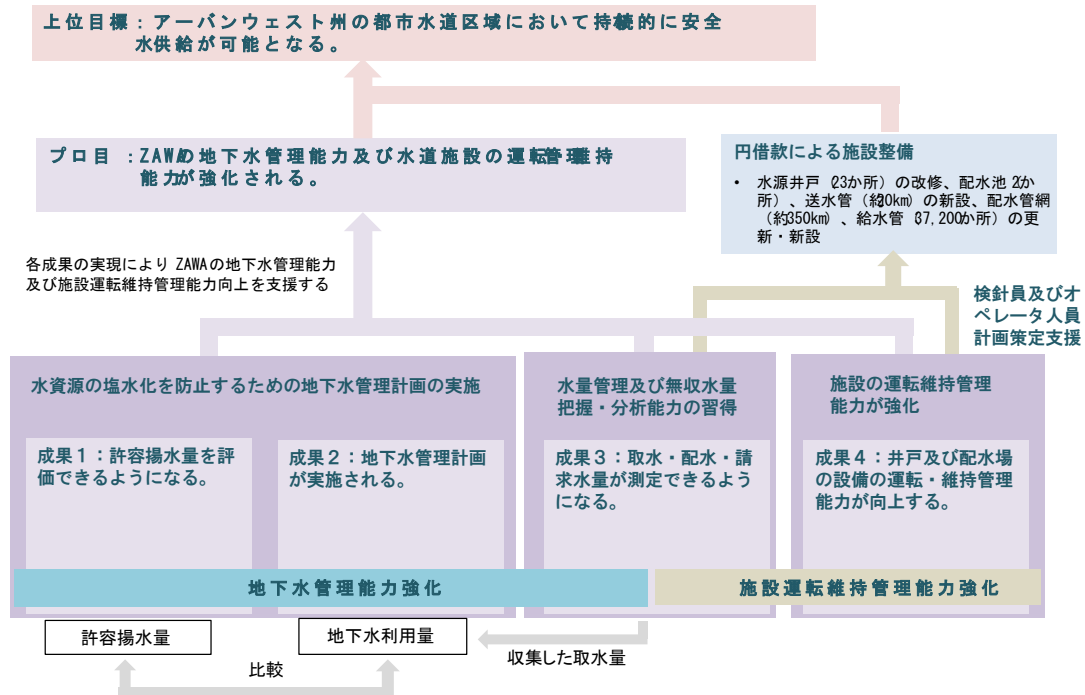 上位目標：アーバンウェスト州の都市水道区域において持続的に安全
水供給が可能となる。
プロ目：ZAWAの地下水管理能力及び水道施設の運転維持管理
能力が強化される。
円借款による施設整備
• 水源井戸（23か所）の改修、配水池（2か
所）、送水管（約　km）の新設、配水管網
（約350km）、給水管（37,200か所）の更
新・新設
各成果の実現により ZAWAの地下水管理能力
及び施設運転維持管理能力向上を支援する
検針員及びオ
ペレータ人員
計画策定支援
水資源の塩水化を防止するための地下水管理計画の実施
成果１：許容揚水量を評
価できるようになる。
成果２：地下水管理計画
が実施される。
水量管理及び無収水量
把握・分析能力の習得
成果３：取水・配水・請
求水量が測定できるよう
になる。
施設の運転維持管理
能力が強化
成果４：井戸及び配水場
の設備の運転・維持管理
能力が向上する。
地下水管理能力強化
施設運転維持管理能力強化
許容揚水量
地下水利用量
収集した取水量
比較